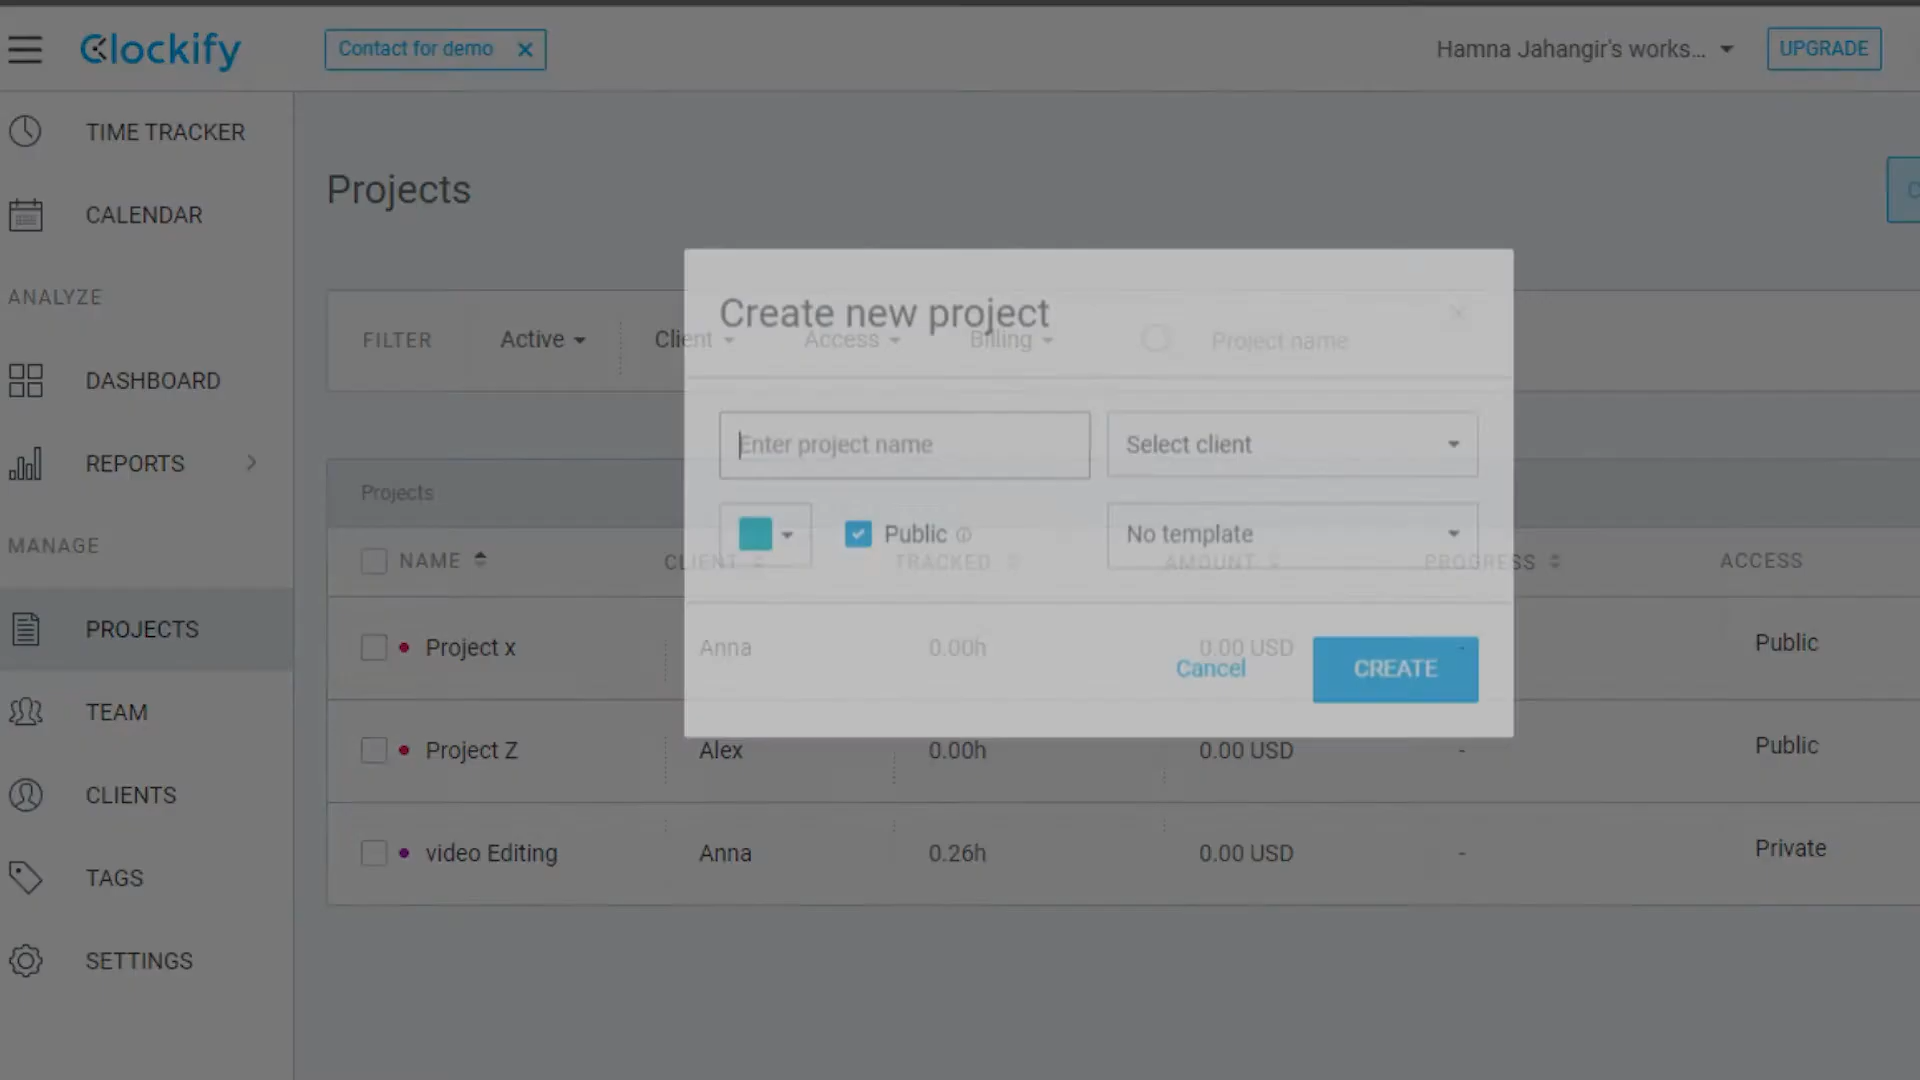 Clockify
Contact for demo
Hamna Jahangir's works...
UPGRADE
TIME TRACKER
CALENDAR
ANALYZE
DASHBOARD
REPORTS
MANAGE
PROJECTS
TEAM
CLIENTS
TAGS
SETTINGS
Projects
FILTER Active Client Access Billing Project name
Create new project
Enter project name
Select client
Public
No template
Cancel
CREATE
Projects
NAME CLIENT TRACKED AMOUNT PROGRESS ACCESS
Project x Anna 0.00h 0.00 USD - Public
Project Z Alex 0.00h 0.00 USD - Public
video Editing Anna 0.26h 0.00 USD - Private